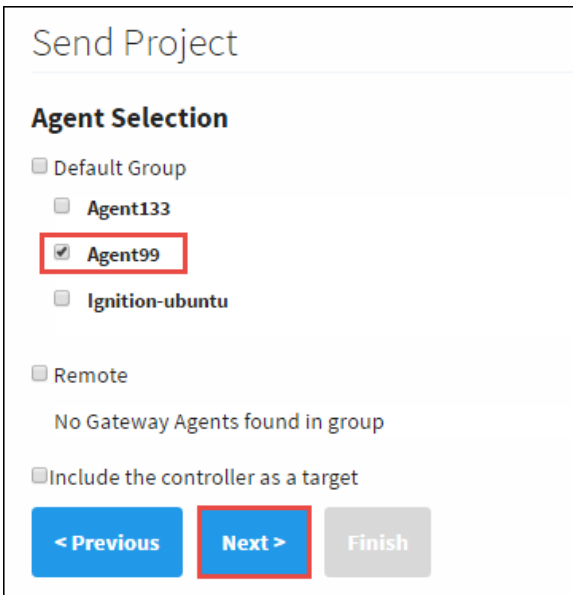 Send Project
Agent Selection
Default Group
Agent133
Agent99
Ignition-ubuntu
Remote
No Gateway Agents found in group
Include the controller as a target
< Previous Next > Finish